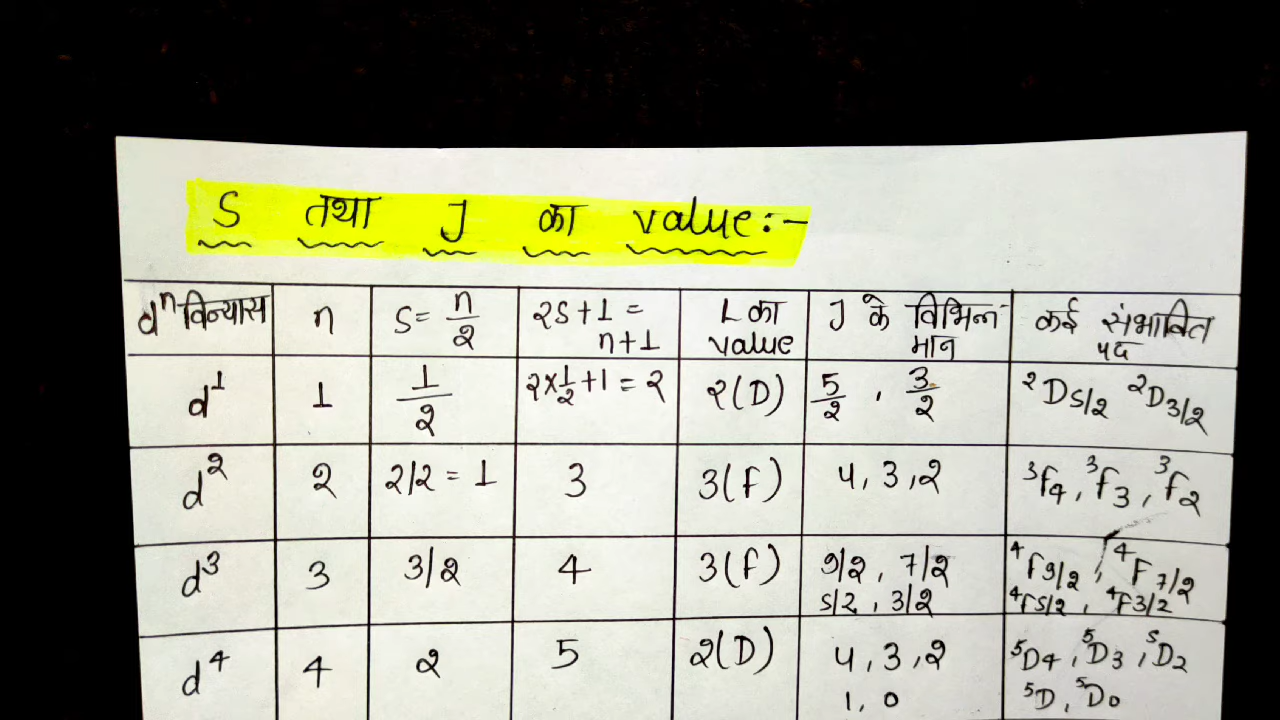 S तथा J का value:-
dⁿ विन्यास n S= n/2 2S+1 = n+1 L का value J के विभिन्न मान कई संभावित पद
d¹ 1 1/2 2×1/2+1=2 2(D) 5/2, 3/2 ²D5/2 ²D3/2
d² 2 2/2=1 3 3(f) 4,3,2 ³f4, ³f3, ³f2
d³ 3 3/2 4 3(f) 9/2, 7/2 ⁴f9/2, ⁴F7/2
5/2, 3/2 ⁴f5/2, ⁴F3/2
d⁴ 4 2 5 2(D) 4,3,2 ⁵D4, ⁵D3, ⁵D2
1,0 ⁵D, ⁵D0